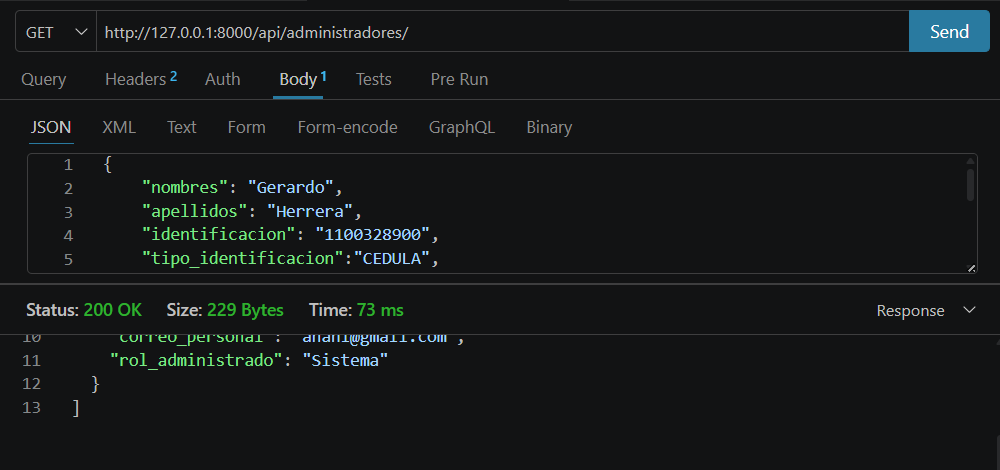 GET http://127.0.0.1:8000/api/administradores/ Send
Query Headers 2 Auth Body 1 Tests Pre Run
JSON XML Text Form Form-encode GraphQL Binary
1 {
2 "nombres": "Gerardo",
3 "apellidos": "Herrera",
4 "identificacion": "1100328900",
5 "tipo_identificacion":"CEDULA",
Status: 200 OK Size: 229 Bytes Time: 73 ms Response
10 "correo_personal": "anahi@gmail.com",
11 "rol_administrado": "Sistema"
12 }
13 ]